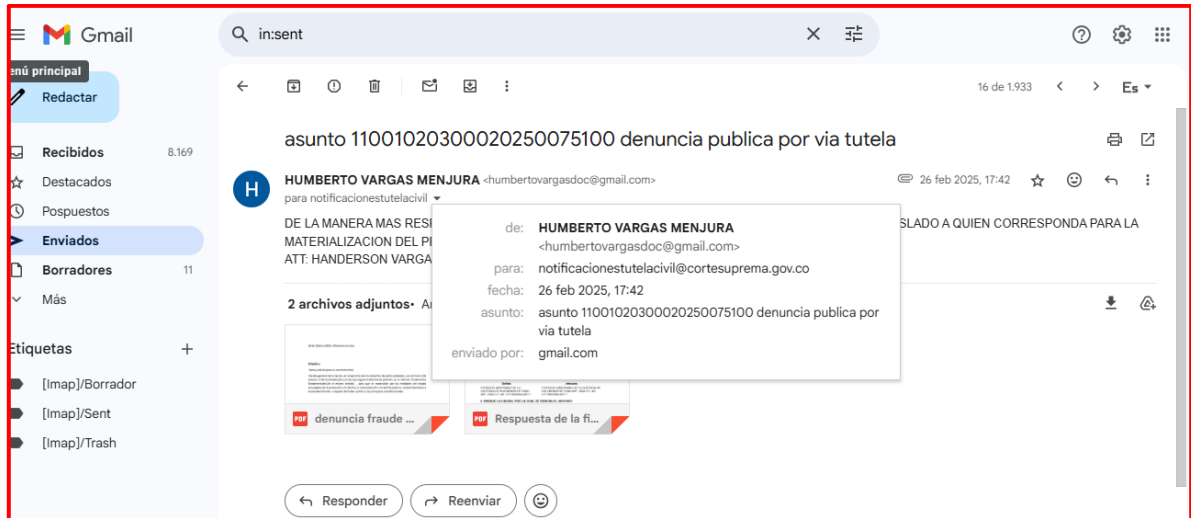 Gmail
in:sent
enú principal
Redactar
16 de 1.933
Es
Recibidos 8.169
Destacados
Pospuestos
Enviados
Borradores 11
Más
Etiquetas
[Imap]/Borrador
[Imap]/Sent
[Imap]/Trash
asunto 11001020300020250075100 denuncia publica por via tutela
HUMBERTO VARGAS MENJURA <humbertovargasdoc@gmail.com>
26 feb 2025, 17:42
para notificacionestutelacivil
DE LA MANERA MAS RESP
SLADO A QUIEN CORRESPONDA PARA LA
MATERIALIZACION DEL P
ATT: HANDERSON VARGA
de: HUMBERTO VARGAS MENJURA
<humbertovargasdoc@gmail.com>
para: notificacionestutelacivil@cortesuprema.gov.co
fecha: 26 feb 2025, 17:42
asunto: asunto 11001020300020250075100 denuncia publica por
via tutela
enviado por: gmail.com
2 archivos adjuntos•
PDF denuncia fraude ...
PDF Respuesta de la fi...
Responder
Reenviar